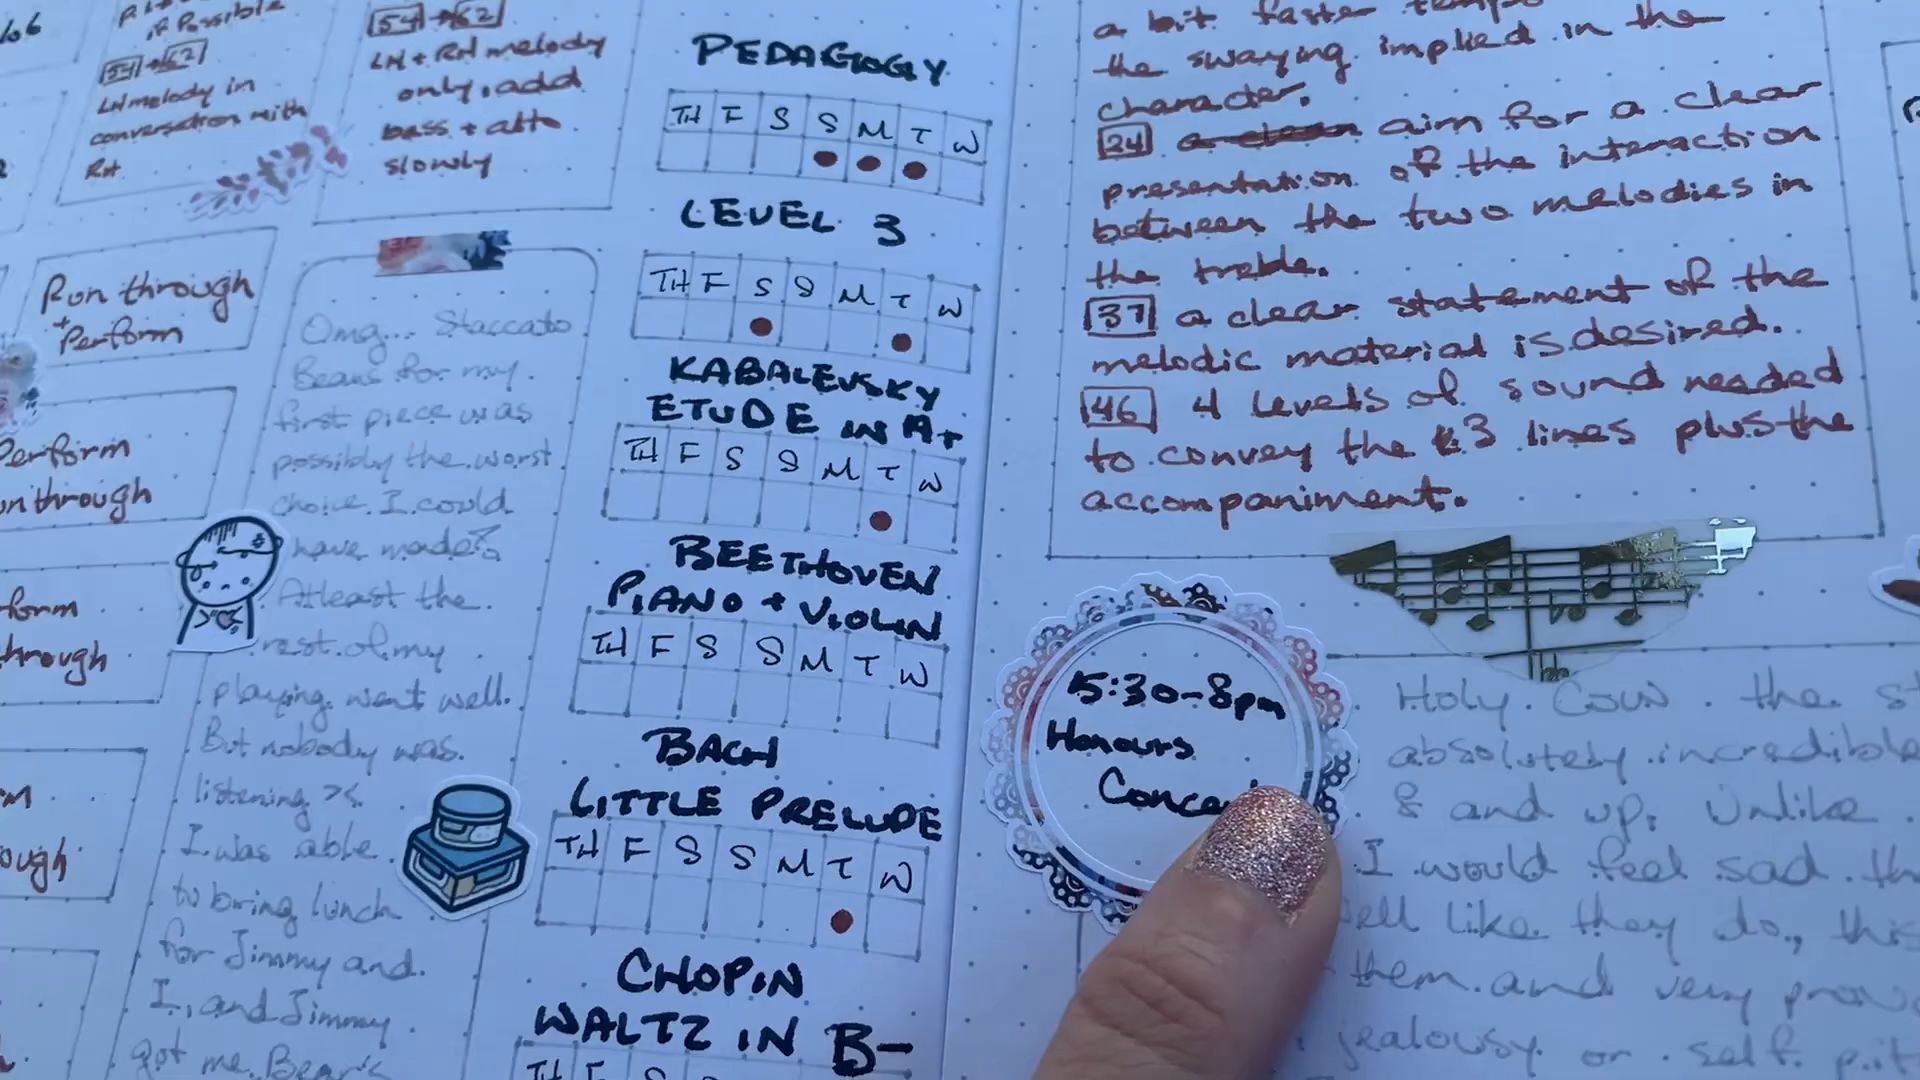 if Possible
54 → 62
LH melody in
conversation with
RH
54 → 62
LH + RH melody
only, add
bass + alto
slowly
Run through
+
Perform
Perform
through
through
Omg... Staccato
Beans for my
first piece was
possibly the worst
choice I could
have made?
Atleast the
rest of my
playing went well.
But nobody was
listening ><
I was able
to bring lunch
for Jimmy and
I, and Jimmy
got me Bear's
PEDAGOGY
TH F S S M T W
LEVEL 3
TH F S S M T W
KABALEVSKY
ETUDE IN A+
TH F S S M T W
BEETHOVEN
PIANO + VIOLIN
TH F S S M T W
BACH
LITTLE PRELUDE
TH F S S M T W
CHOPIN
WALTZ IN B-
TH F S S M T W
a bit faster tempo
the swaying implied in the
character.
24 aim for a clear
presentation of the interaction
between the two melodies in
the treble.
37 a clear statement of the
melodic material is desired.
46 4 levels of sound needed
to convey the 3 lines plus the
accompaniment.
5:30-8pm
Honours
Holy Cow the
absolutely incredible
8 and up. Unlike
I would feel sad
like they do, this
them and very
jealousy or self